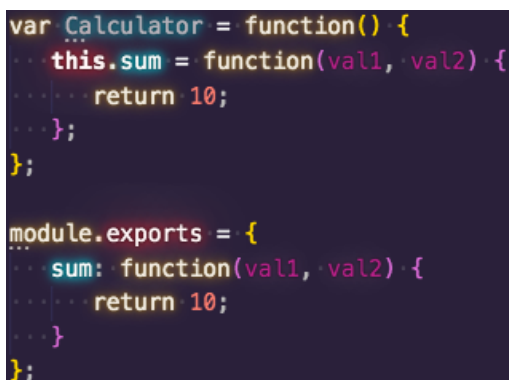 var Calculator = function() {
    this.sum = function(val1, val2) {
        return 10;
    };
};

module.exports = {
    sum: function(val1, val2) {
        return 10;
    }
};